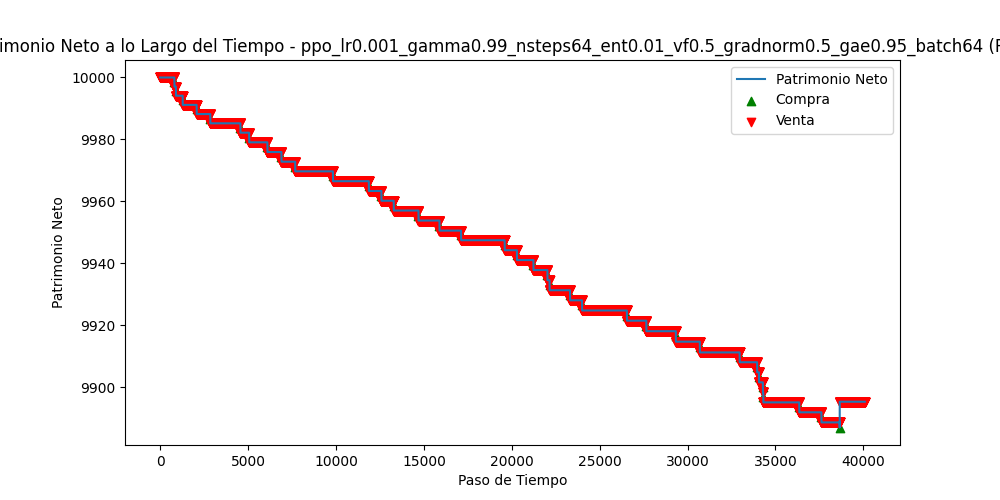 imonio Neto a lo Largo del Tiempo - ppo_lr0.001_gamma0.99_nsteps64_ent0.01_vf0.5_gradnorm0.5_gae0.95_batch64 (F
Patrimonio Neto
Compra
Venta
10000
9980
9960
9940
9920
9900
Patrimonio Neto
0 5000 10000 15000 20000 25000 30000 35000 40000
Paso de Tiempo